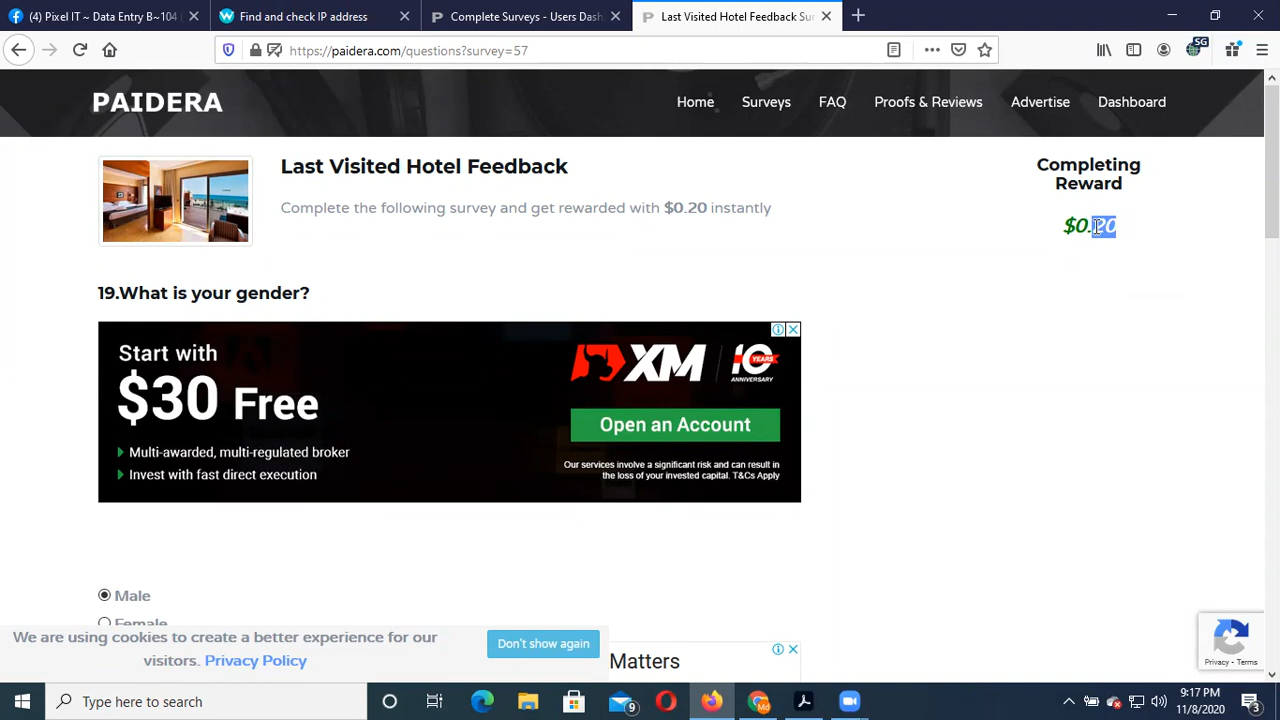 (4) Pixel IT ~ Data Entry B~104
Find and check IP address
Complete Surveys - Users Dash
Last Visited Hotel Feedback Su
https://paidera.com/questions?survey=57
SG
PAIDERA
Home
Surveys
FAQ
Proofs & Reviews
Advertise
Dashboard
Last Visited Hotel Feedback
Complete the following survey and get rewarded with $0.20 instantly
Completing
Reward
$0.20
19.What is your gender?
Start with
$30 Free
Multi-awarded, multi-regulated broker
Invest with fast direct execution
XM
10
YEARS
ANNIVERSARY
Open an Account
Our services involve a significant risk and can result in
the loss of your invested capital. T&Cs Apply
Male
Female
We are using cookies to create a better experience for our
visitors. Privacy Policy
Don't show again
Matters
Privacy - Terms
Type here to search
9
9:17 PM
11/8/2020
3